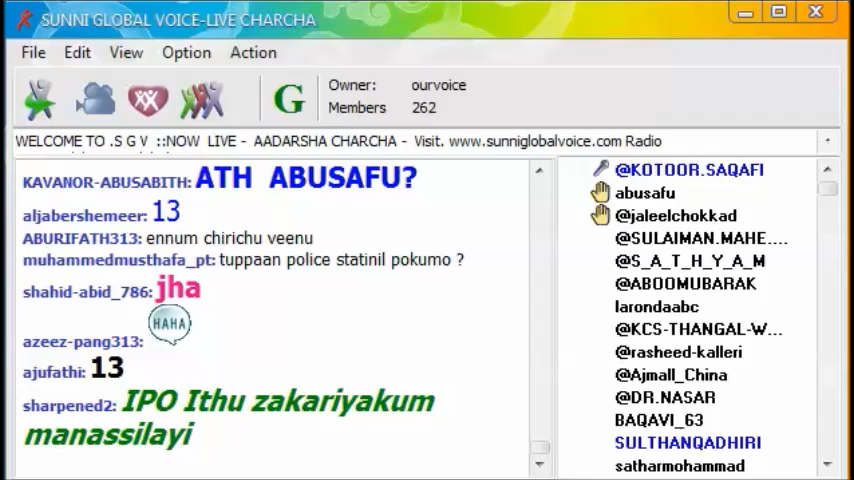 SUNNI GLOBAL VOICE-LIVE CHARCHA
File Edit View Option Action
G
Owner: ourvoice
Members 262
WELCOME TO .S G V ::NOW LIVE - AADARSHA CHARCHA - Visit. www.sunniglobalvoice.com Radio
KAVANOR-ABUSABITH: ATH ABUSAFU?
aljabershemeer: 13
ABURIFATH313: ennum chirichu veenu
muhammedmusthafa_pt: tuppaan police statinil pokumo ?
shahid-abid_786: jha
HAHA
azeez-pang313:
ajufathi: 13
sharpened2: IPO Ithu zakariyakum
manassilayi
@KOTOOR.SAQAFI
abusafu
@jaleelchokkad
@SULAIMAN.MAHE....
@S_A_T_H_Y_A_M
@ABOOMUBARAK
larondaabc
@KCS-THANGAL-W...
@rasheed-kalleri
@Ajmall_China
@DR.NASAR
BAQAVI_63
SULTHANQADHIRI
satharmohammad